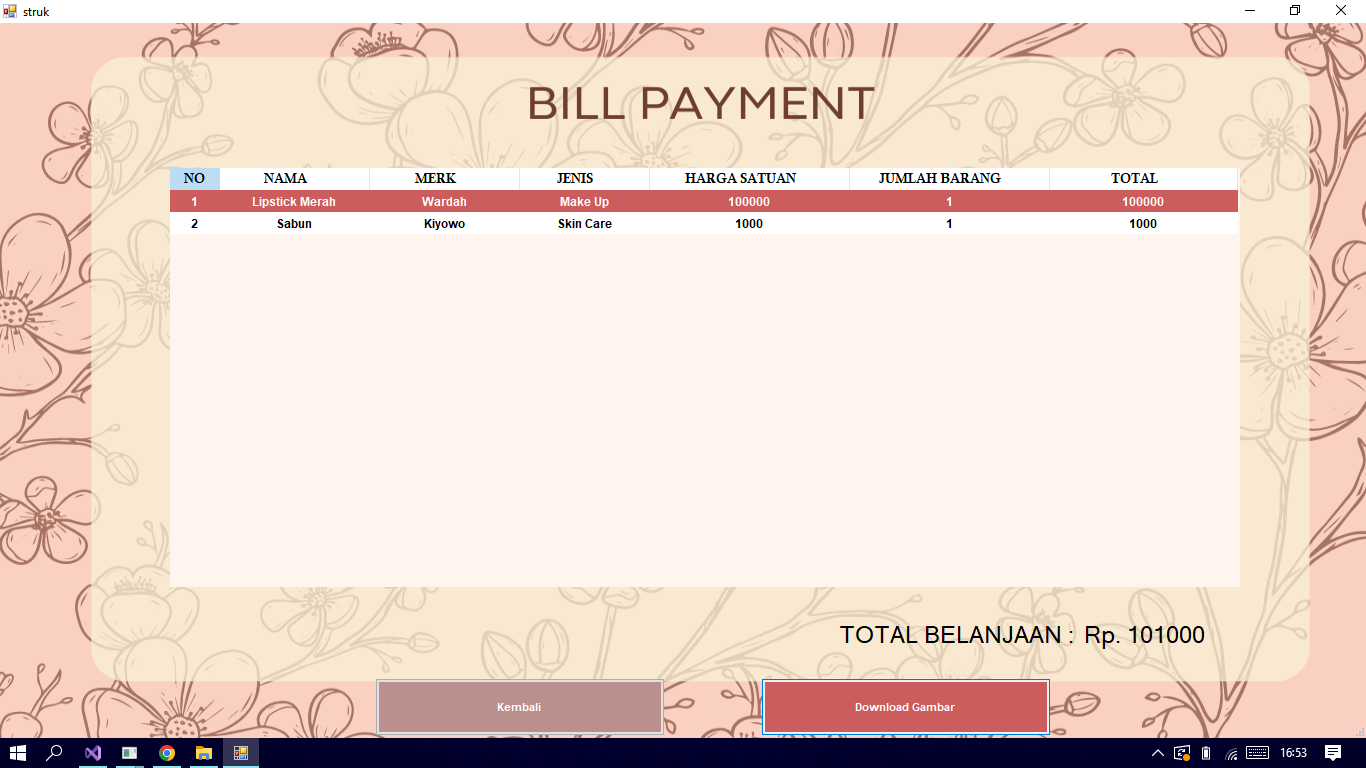 struk
BILL PAYMENT
NO NAMA MERK JENIS HARGA SATUAN JUMLAH BARANG TOTAL
1 Lipstick Merah Wardah Make Up 100000 1 100000
2 Sabun Kiyowo Skin Care 1000 1 1000
TOTAL BELANJAAN : Rp. 101000
Kembali Download Gambar
16:53